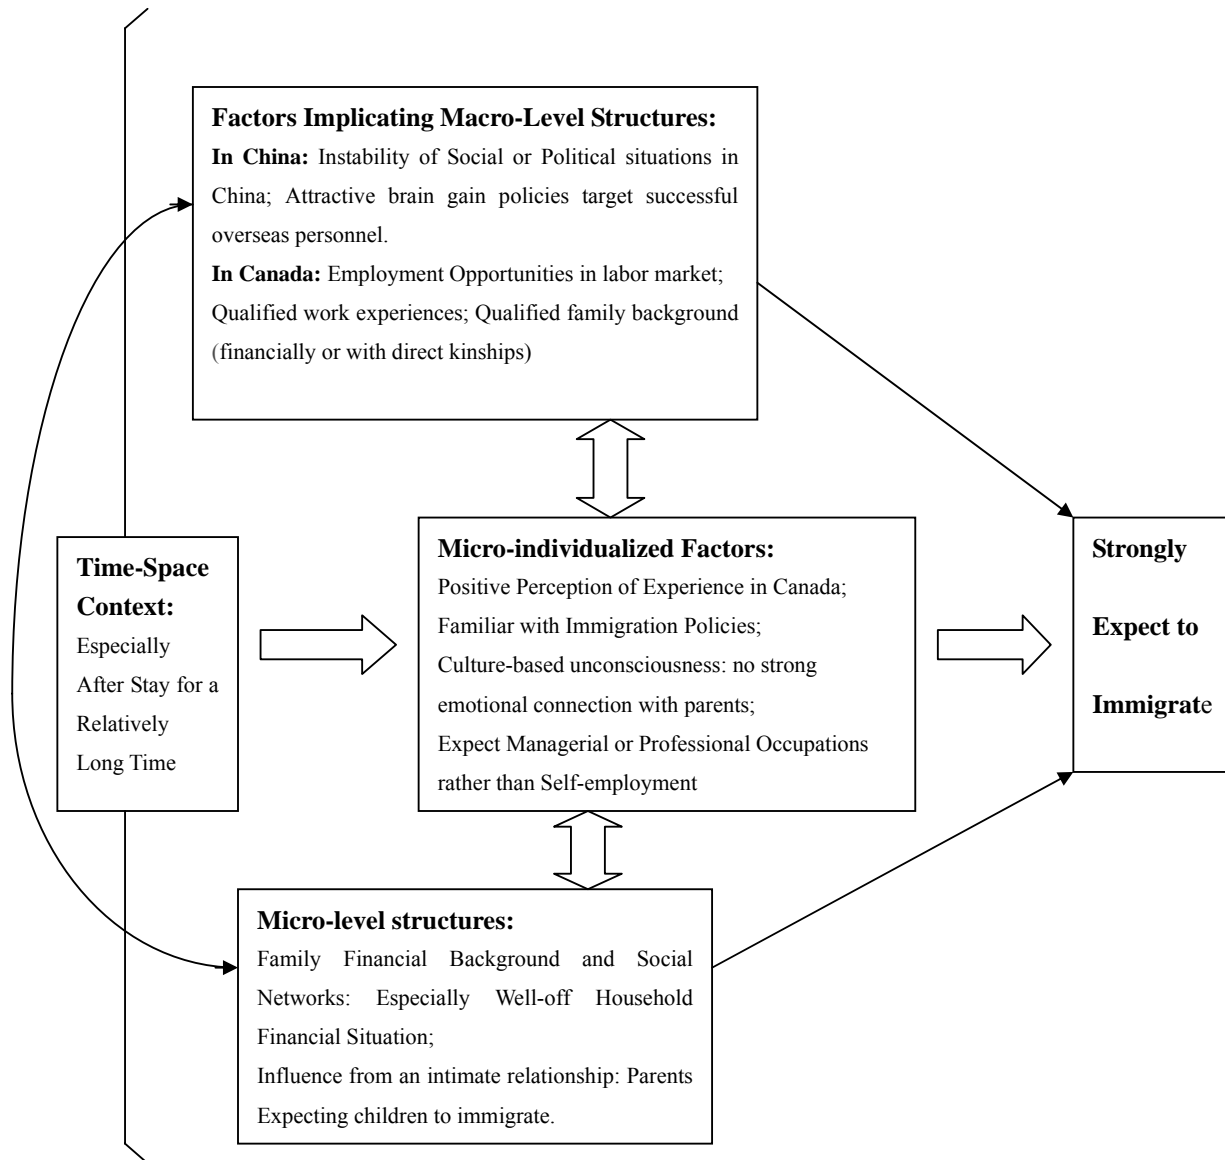 Factors Implicating Macro-Level Structures:
In China: Instability of Social or Political situations in
China; Attractive brain gain policies target successful
overseas personnel.
In Canada: Employment Opportunities in labor market;
Qualified work experiences; Qualified family background
(financially or with direct kinships)
Time-Space
Context:
Especially
After Stay for a
Relatively
Long Time
Micro-individualized Factors:
Positive Perception of Experience in Canada;
Familiar with Immigration Policies;
Culture-based unconsciousness: no strong
emotional connection with parents;
Expect Managerial or Professional Occupations
rather than Self-employment
Strongly
Expect to
Immigrate
Micro-level structures:
Family Financial Background and Social
Networks: Especially Well-off Household
Financial Situation;
Influence from an intimate relationship: Parents
Expecting children to immigrate.